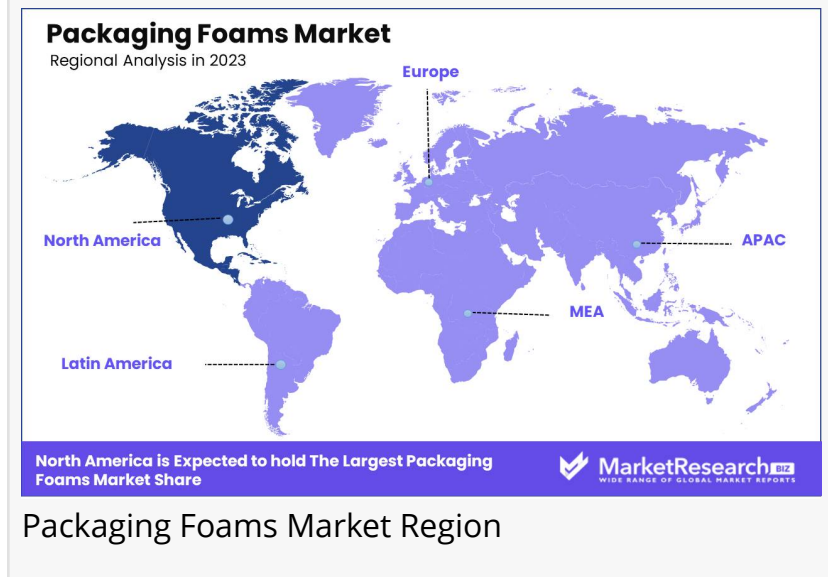 Packaging Foams Market
Regional Analysis in 2023
Europe
North America
APAC
MEA
Latin America
North America is Expected to hold The Largest Packaging
Foams Market Share
MarketResearch BIZ
WIDE RANGE OF GLOBAL MARKET REPORTS
Packaging Foams Market Region